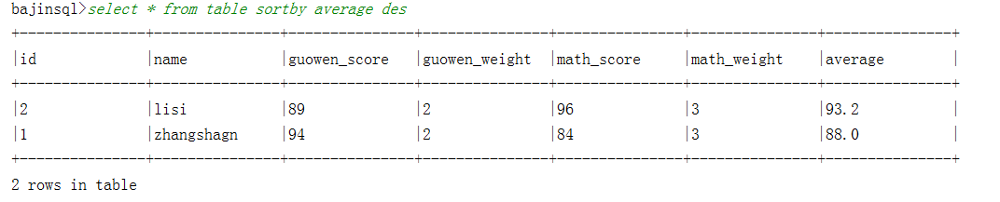 bajinsql>select * from table sortby average des
+---------------+---------------+---------------+---------------+---------------+---------------+---------------+
|id |name |guowen_score |guowen_weight |math_score |math_weight |average |
+---------------+---------------+---------------+---------------+---------------+---------------+---------------+
|2 |lisi |89 |2 |96 |3 |93.2 |
|1 |zhangshagn |94 |2 |84 |3 |88.0 |
+---------------+---------------+---------------+---------------+---------------+---------------+---------------+
2 rows in table